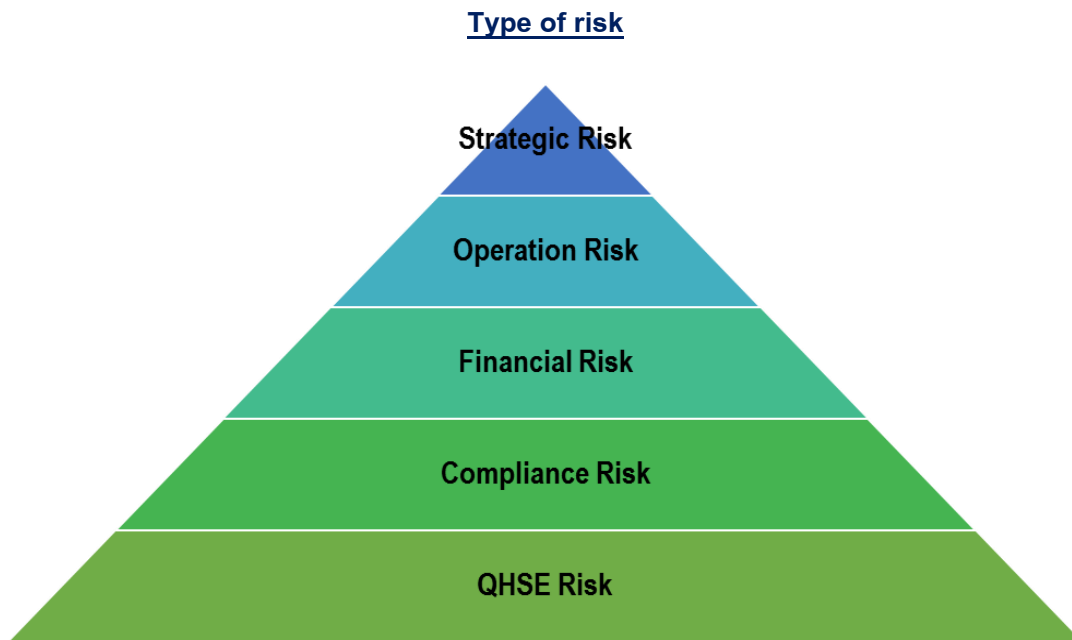 Type of risk
Strategic Risk
Operation Risk
Financial Risk
Compliance Risk
QHSE Risk